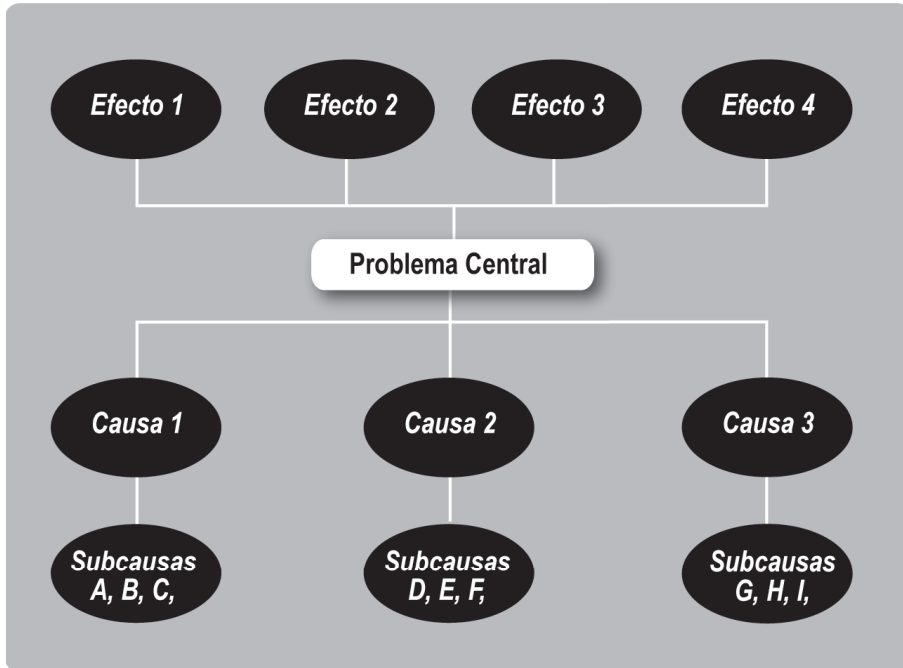 Efecto 1
Efecto 2
Efecto 3
Efecto 4
Problema Central
Causa 1
Causa 2
Causa 3
Subcausas
A, B, C,
Subcausas
D, E, F,
Subcausas
G, H, I,